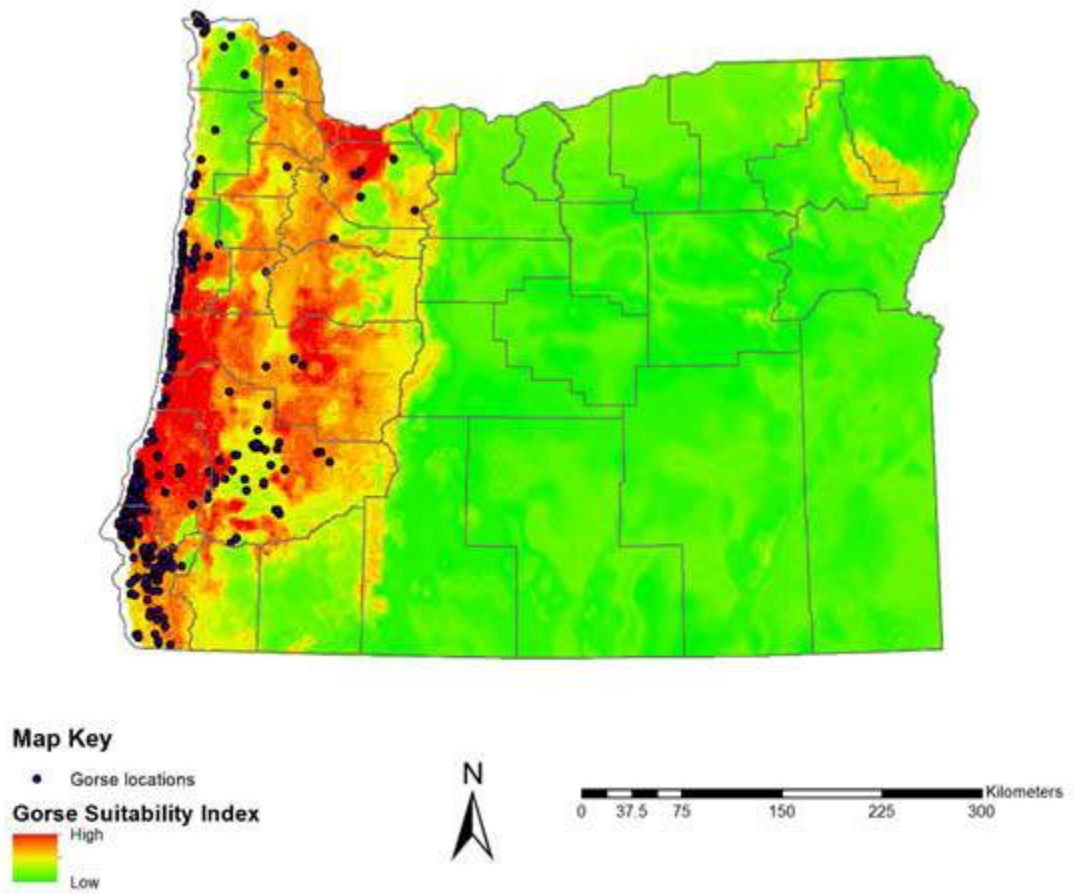 Map Key
Gorse locations
Gorse Suitability Index
High
Low
N
Kilometers
0 37.5 75 150 225 300